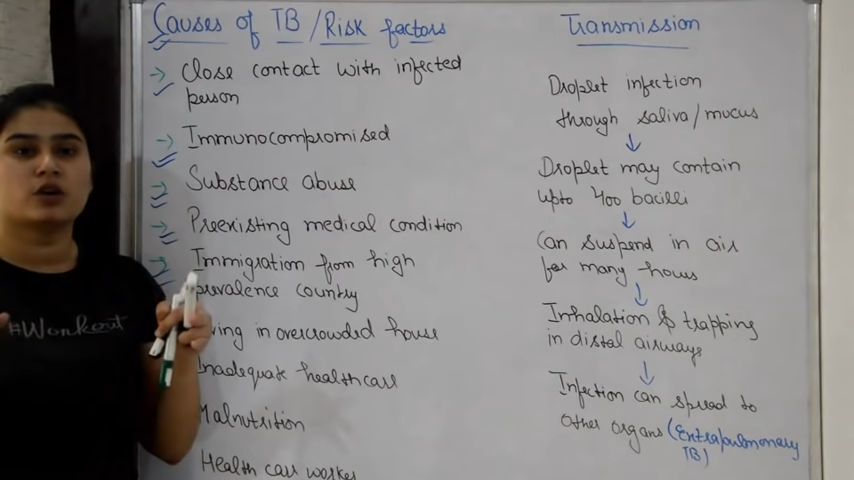 Causes of TB / Risk factors
→ Close contact with infected
person
→ Immunocompromised
→ Substance abuse
→ Preexisting medical condition
→ Immigration from high
prevalence country
in overcrowded house
Inadequate healthcare
Malnutrition
Health care worker
Transmission
Droplet infection
through saliva / mucus
↓
Droplet may contain
upto 400 bacilli
↓
Can suspend in air
for many hours
↓
Inhalation & trapping
in distal airways
↓
Infection can spread to
other organs (Extrapulmonary
TB)
#Workout